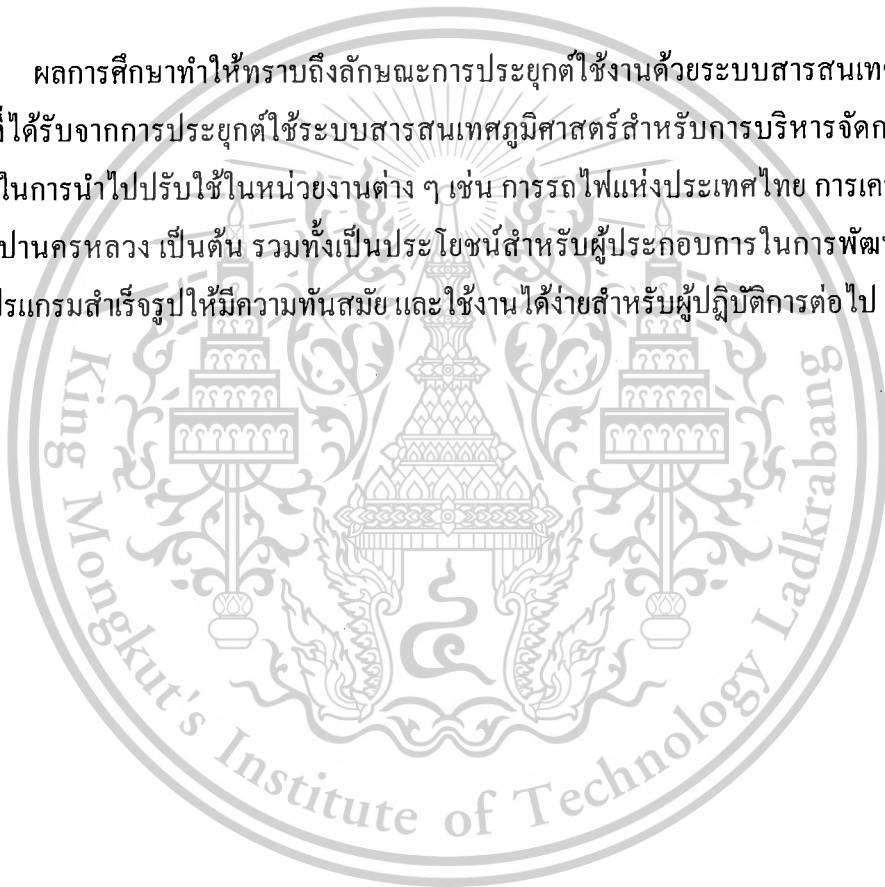 ผลการศึกษาทำให้ทราบถึงลักษณะการประยุกต์ใช้งานด้วยระบบสารสนเทศ
ได้รับจากการประยุกต์ใช้ระบบสารสนเทศภูมิศาสตร์สำหรับการบริหารจัดก
ในการนำไปปรับใช้ในหน่วยงานต่าง ๆ เช่น การรถไฟแห่งประเทศไทย การเค
ปานครหลวง เป็นต้น รวมทั้งเป็นประโยชน์สำหรับผู้ประกอบการในการพัฒ
ปรแกรมสำเร็จรูปให้มีความทันสมัย และใช้งานได้ง่ายสำหรับผู้ปฎิบัติการต่อไป
King Mongkut's Institute of Technology Ladkrabang